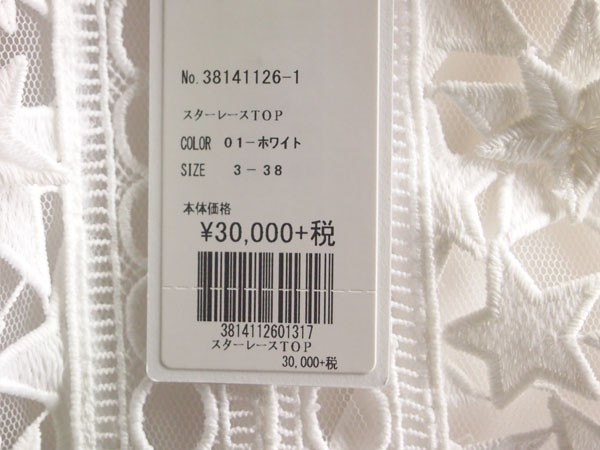 No. 38141126-1
スターレースTOP
COLOR 01-ホワイト
SIZE 3-38
本体価格
¥30,000+税
3814112601317
スターレースTOP
30,000+税